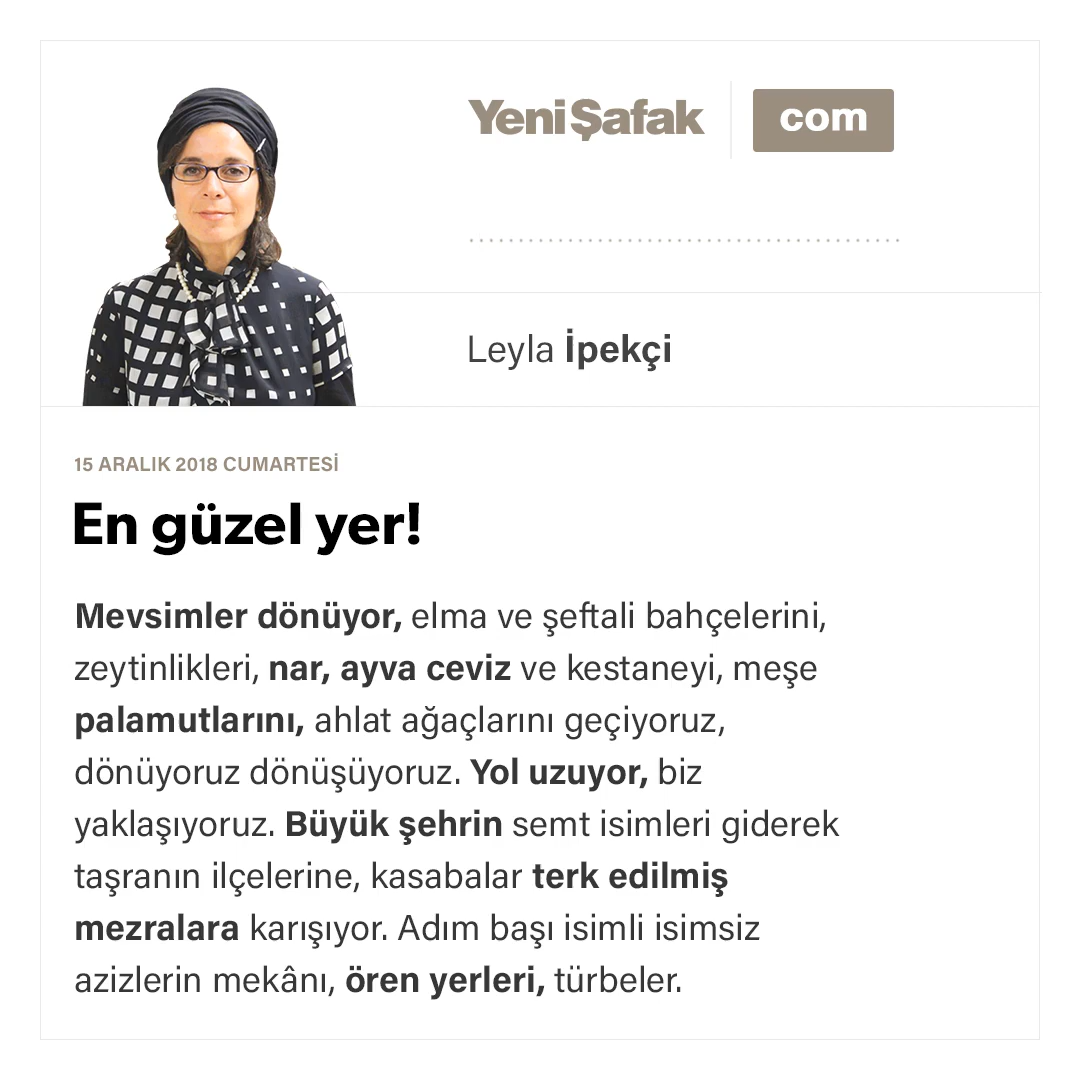 YeniŞafak com
Leyla İpekçi
15 ARALIK 2018 CUMARTESİ
En güzel yer!
Mevsimler dönüyor, elma ve şeftali bahçelerini,
zeytinlikleri, nar, ayva ceviz ve kestaneyi, meşe
palamutlarını, ahlat ağaçlarını geçiyoruz,
dönüyoruz dönüşüyoruz. Yol uzuyor, biz
yaklaşıyoruz. Büyük şehrin semt isimleri giderek
taşranın ilçelerine, kasabalar terk edilmiş
mezralara karışıyor. Adım başı isimli isimsiz
azizlerin mekânı, ören yerleri, türbeler.